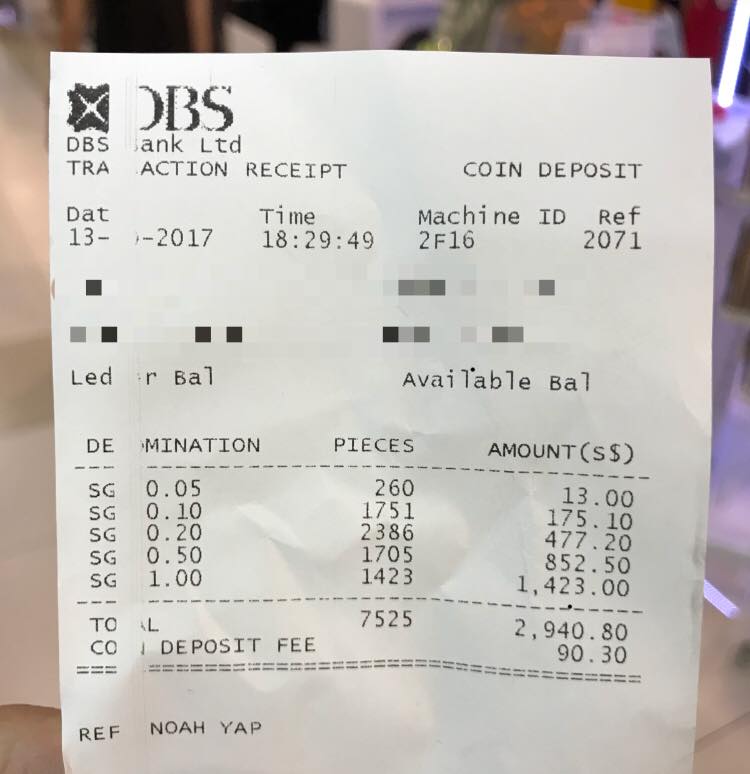 DBS
DBS ank Ltd
TRA ACTION RECEIPT COIN DEPOSIT
Dat Time Machine ID Ref
13- -2017 18:29:49 2F16 2071
Led r Bal Available Bal
DE MINATION PIECES AMOUNT(S$)
SG 0.05 260 13.00
SG 0.10 1751 175.10
SG 0.20 2386 477.20
SG 0.50 1705 852.50
SG 1.00 1423 1,423.00
TO AL 7525 2,940.80
CO DEPOSIT FEE 90.30
REF NOAH YAP